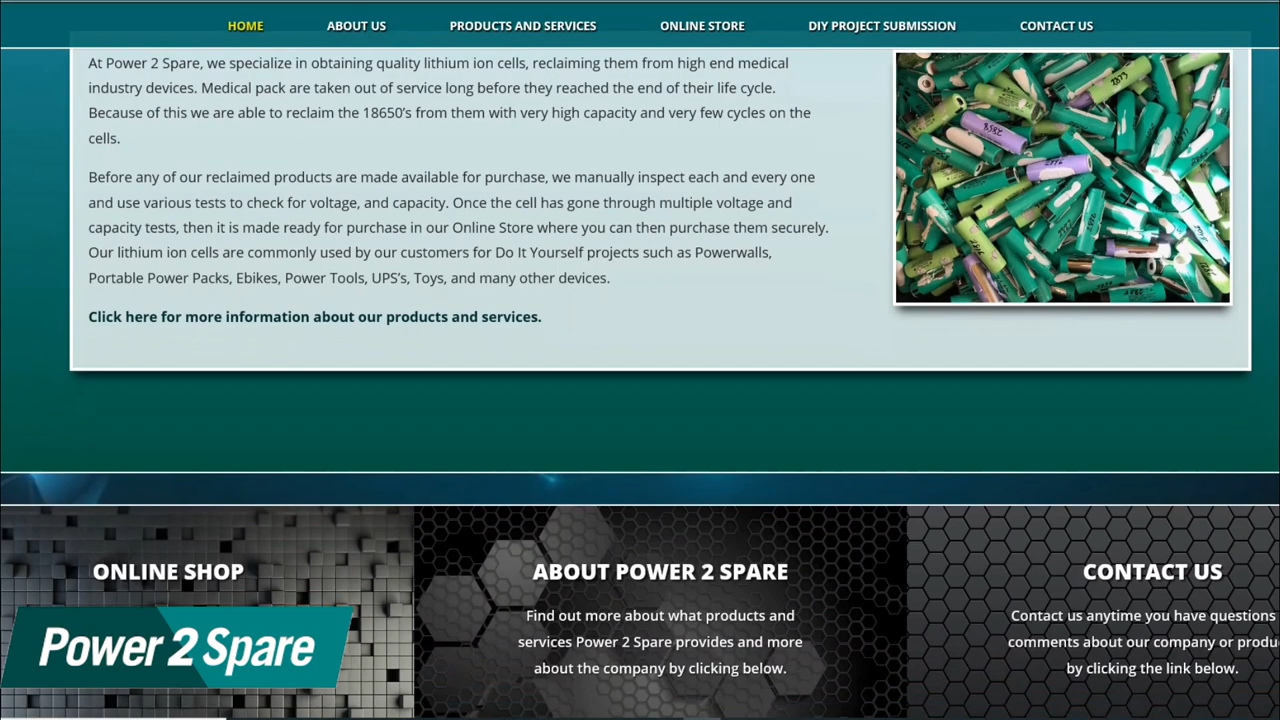 HOME ABOUT US PRODUCTS AND SERVICES ONLINE STORE DIY PROJECT SUBMISSION CONTACT US
At Power 2 Spare, we specialize in obtaining quality lithium ion cells, reclaiming them from high end medical
industry devices. Medical pack are taken out of service long before they reached the end of their life cycle.
Because of this we are able to reclaim the 18650’s from them with very high capacity and very few cycles on the
cells.
Before any of our reclaimed products are made available for purchase, we manually inspect each and every one
and use various tests to check for voltage, and capacity. Once the cell has gone through multiple voltage and
capacity tests, then it is made ready for purchase in our Online Store where you can then purchase them securely.
Our lithium ion cells are commonly used by our customers for Do It Yourself projects such as Powerwalls,
Portable Power Packs, Ebikes, Power Tools, UPS’s, Toys, and many other devices.
Click here for more information about our products and services.
ONLINE SHOP
Power 2 Spare
ABOUT POWER 2 SPARE
Find out more about what products and
services Power 2 Spare provides and more
about the company by clicking below.
CONTACT US
Contact us anytime you have questions
comments about our company or produ
by clicking the link below.